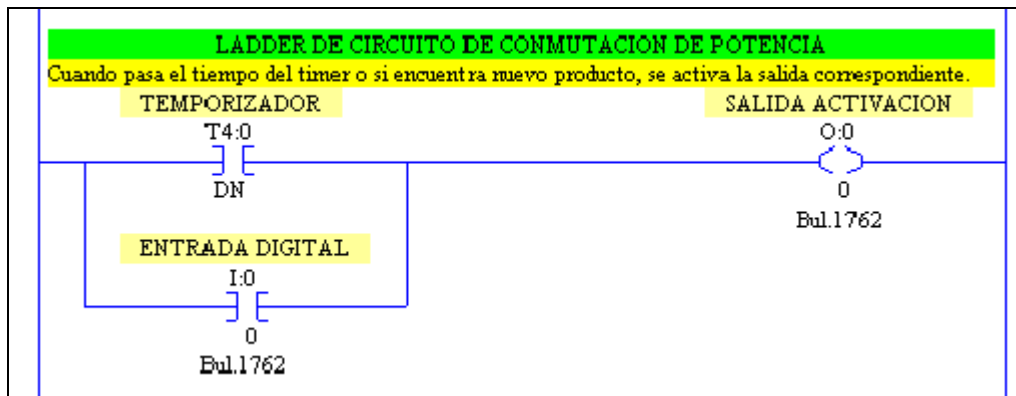 LADDER DE CIRCUITO DE CONMUTACION DE POTENCIA
Cuando pasa el tiempo del timer o si encuentra nuevo producto, se activa la salida correspondiente.
TEMPORIZADOR
T4:0
DN
SALIDA ACTIVACION
O:0
0
Bul.1762
ENTRADA DIGITAL
I:0
0
Bul.1762